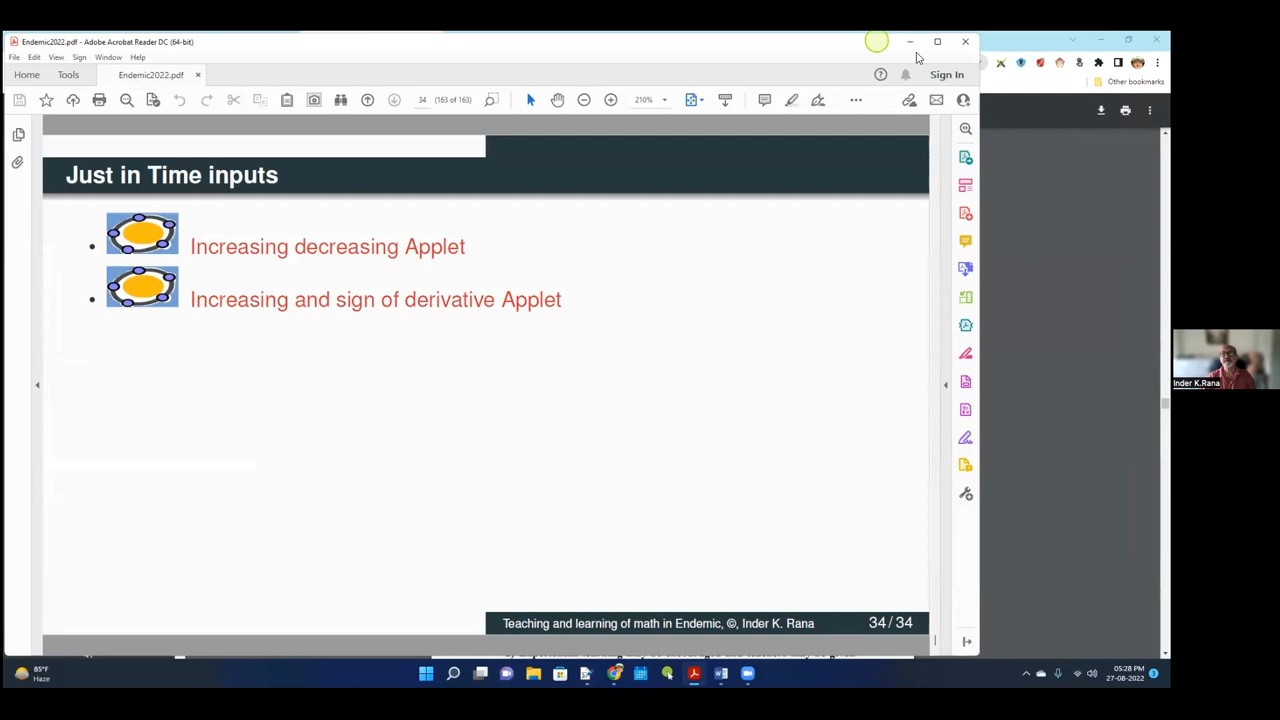 Endemic2022.pdf - Adobe Acrobat Reader DC (64-bit)
File Edit View Window Help
Home Tools Endemic2022.pdf × Sign In
34 (163 of 163) 210%
Other bookmarks
Just in Time inputs
• Increasing decreasing Applet
• Increasing and sign of derivative Applet
Inder K.Rana
Teaching and learning of math in Endemic, ©, Inder K. Rana 34 / 34
85°F
Haze
05:28 PM
27-08-2022
3